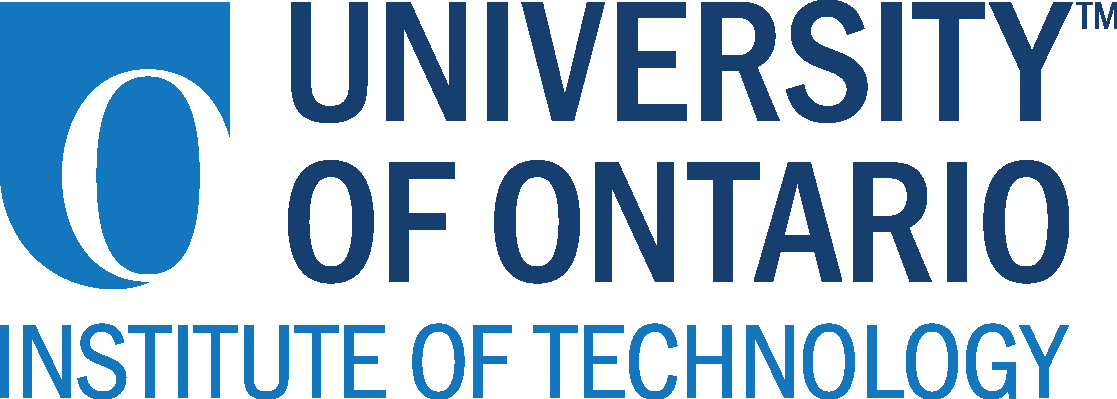 UNIVERSITY™
OF ONTARIO
INSTITUTE OF TECHNOLOGY